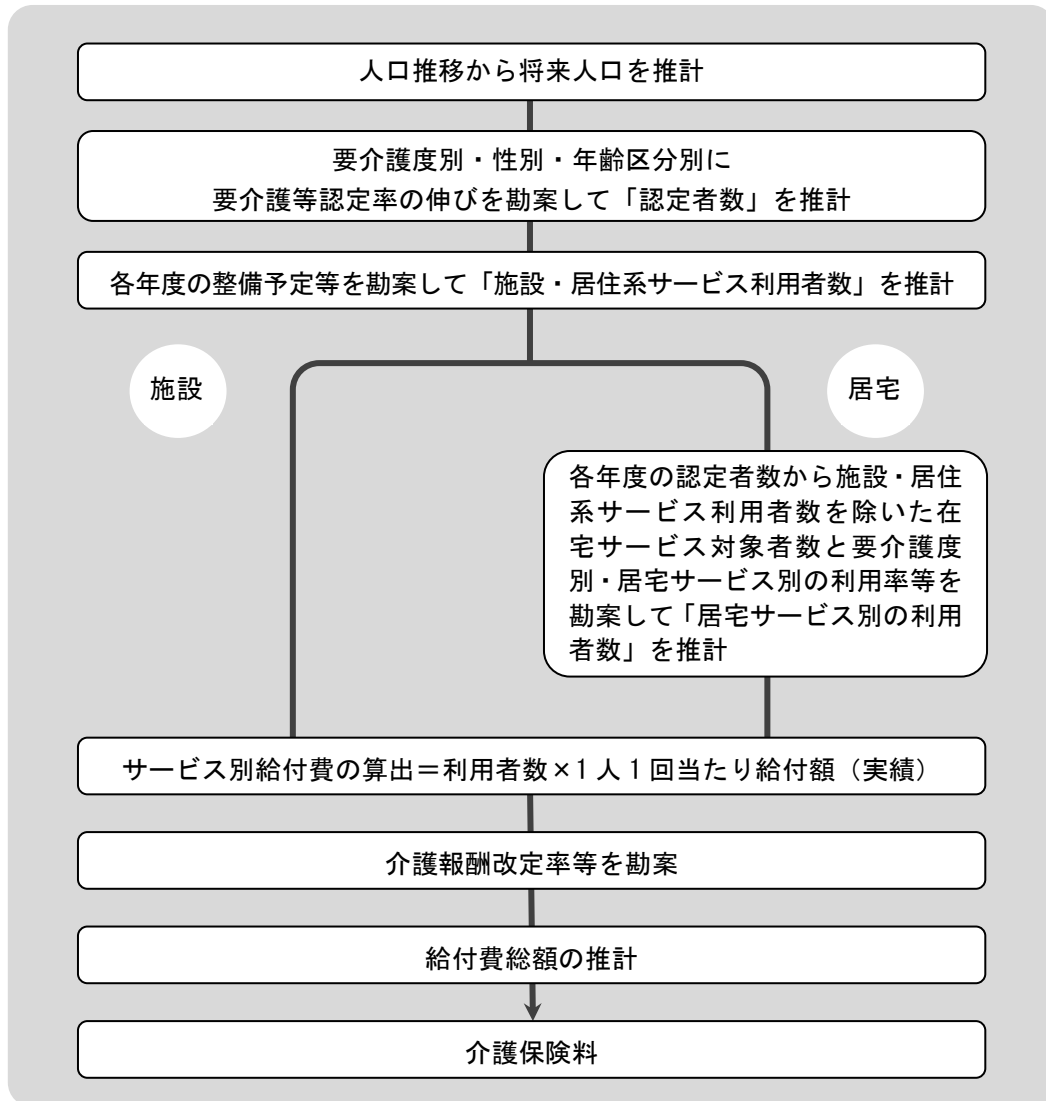 人口推移から将来人口を推計
要介護度別・性別・年齢区分別に
要介護等認定率の伸びを勘案して「認定者数」を推計
各年度の整備予定等を勘案して「施設・居住系サービス利用者数」を推計
施設
居宅
各年度の認定者数から施設・居住
系サービス利用者数を除いた在
宅サービス対象者数と要介護度
別・居宅サービス別の利用率等を
勘案して「居宅サービス別の利用
者数」を推計
サービス別給付費の算出＝利用者数×1人1回当たり給付額（実績）
介護報酬改定率等を勘案
給付費総額の推計
介護保険料